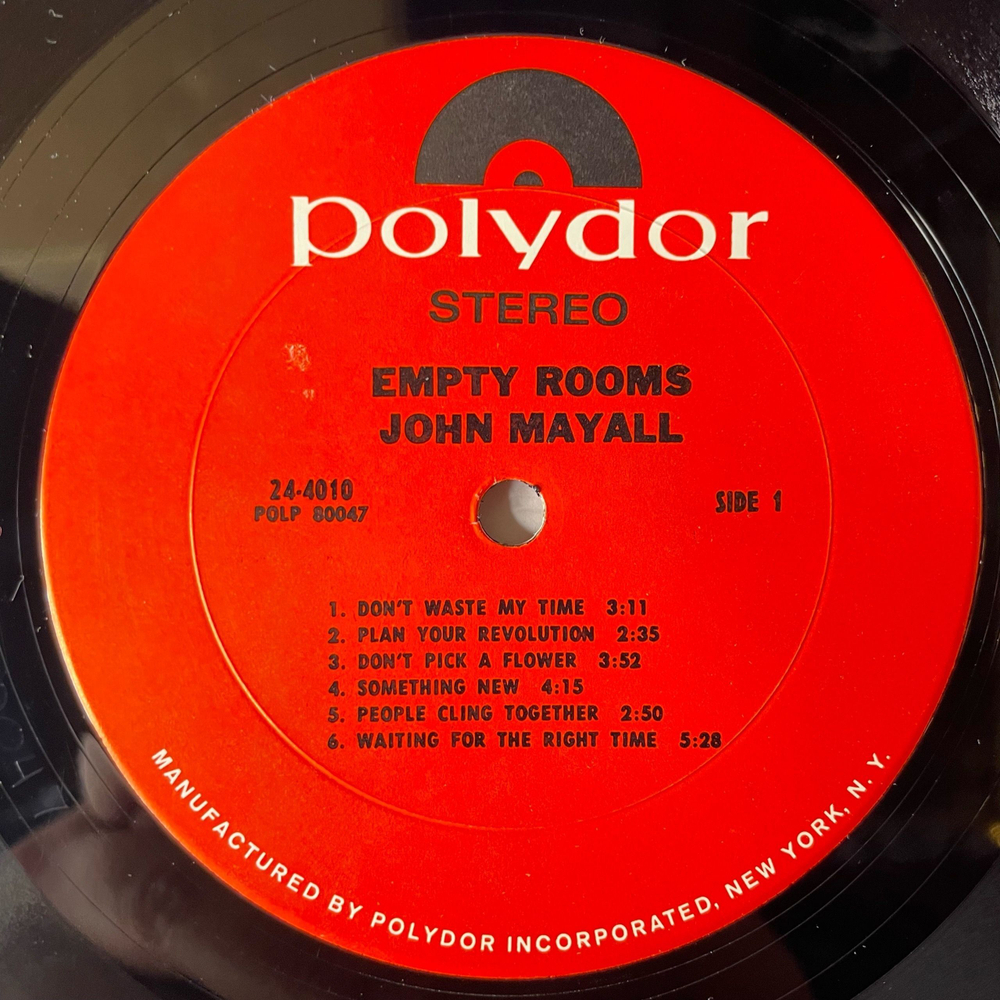 polydor
STEREO
EMPTY ROOMS
JOHN MAYALL
24-4010
POLP 80047
SIDE 1
1. DON'T WASTE MY TIME 3:11
2. PLAN YOUR REVOLUTION 2:35
3. DON'T PICK A FLOWER 3:52
4. SOMETHING NEW 4:15
5. PEOPLE CLING TOGETHER 2:50
6. WAITING FOR THE RIGHT TIME 5:28
MANUFACTURED BY POLYDOR INCORPORATED, NEW YORK, N. Y.